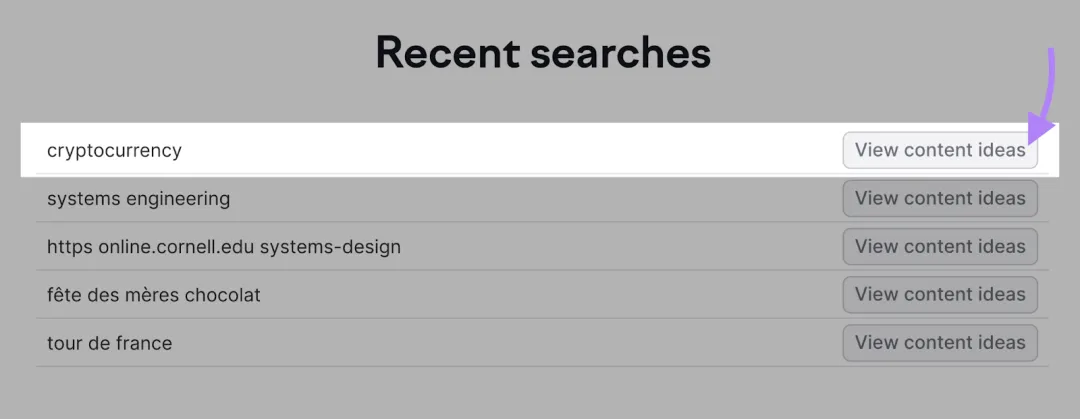 Recent searches
cryptocurrency View content ideas
systems engineering View content ideas
https online.cornell.edu systems-design View content ideas
fête des mères chocolat View content ideas
tour de france View content ideas